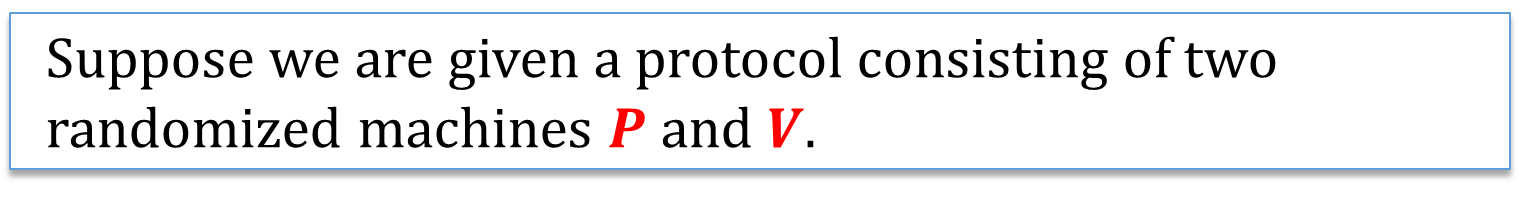 Suppose we are given a protocol consisting of two
randomized machines P and V.